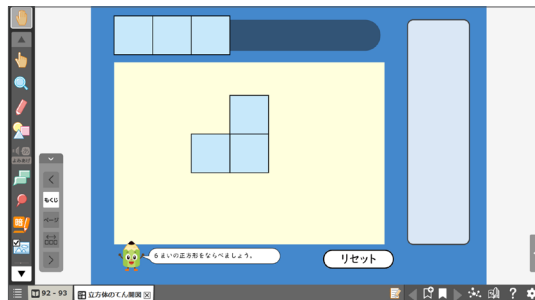 もくじ
ページ
6まいの正方形をならべましょう。
リセット
92-93
立方体のてん開図